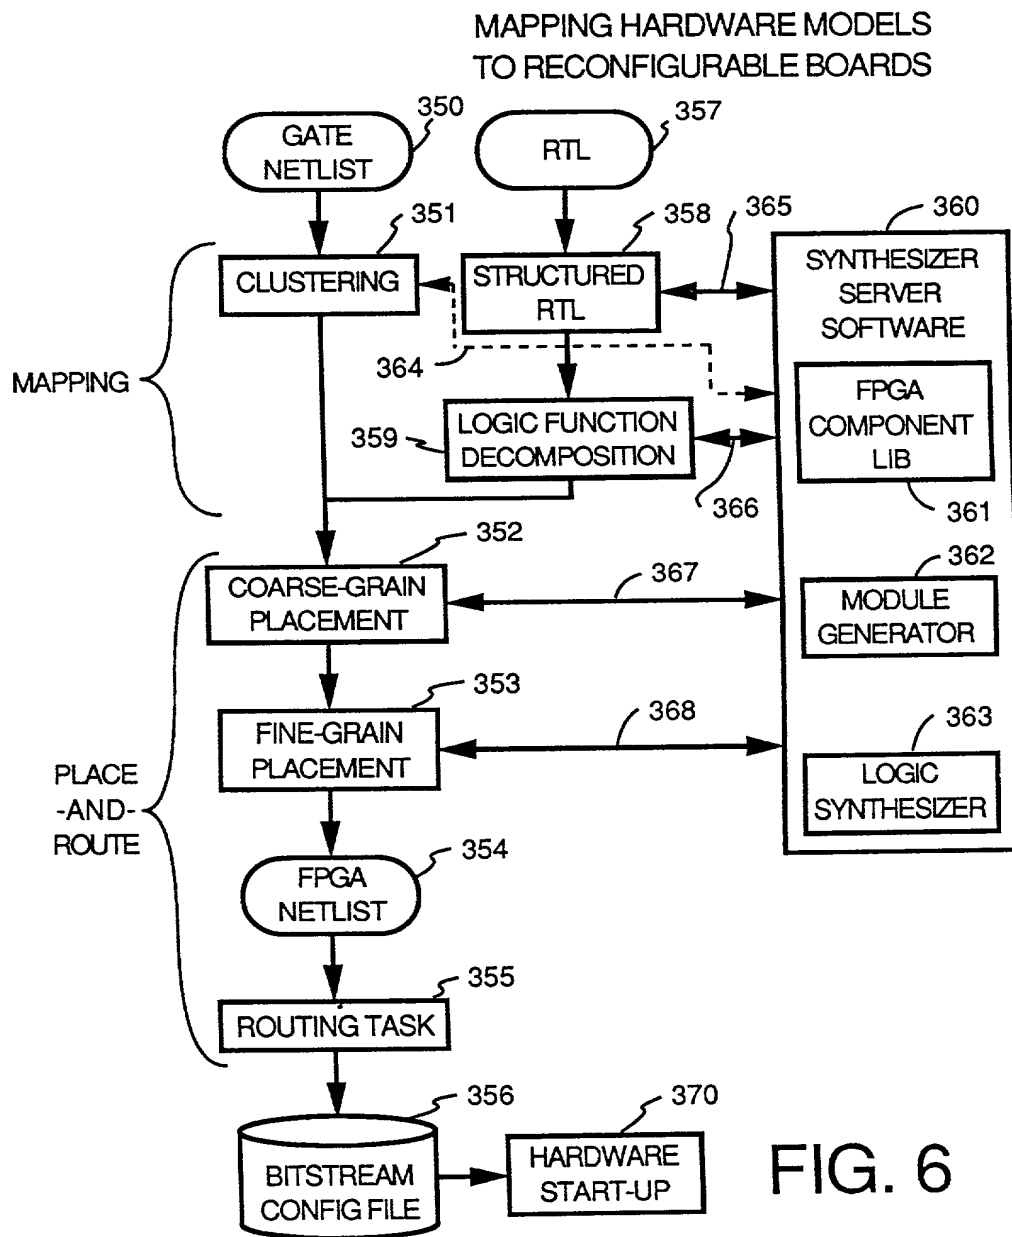 MAPPING HARDWARE MODELS
TO RECONFIGURABLE BOARDS
350
GATE
NETLIST
357
RTL
351
CLUSTERING
358
STRUCTURED
RTL
365
360
SYNTHESIZER
SERVER
SOFTWARE
364
MAPPING
359
LOGIC FUNCTION
DECOMPOSITION
366
FPGA
COMPONENT
LIB
361
352
COARSE-GRAIN
PLACEMENT
367
362
MODULE
GENERATOR
353
FINE-GRAIN
PLACEMENT
368
363
LOGIC
SYNTHESIZER
PLACE
-AND-
ROUTE
354
FPGA
NETLIST
355
ROUTING TASK
356
BITSTREAM
CONFIG FILE
370
HARDWARE
START-UP
FIG. 6